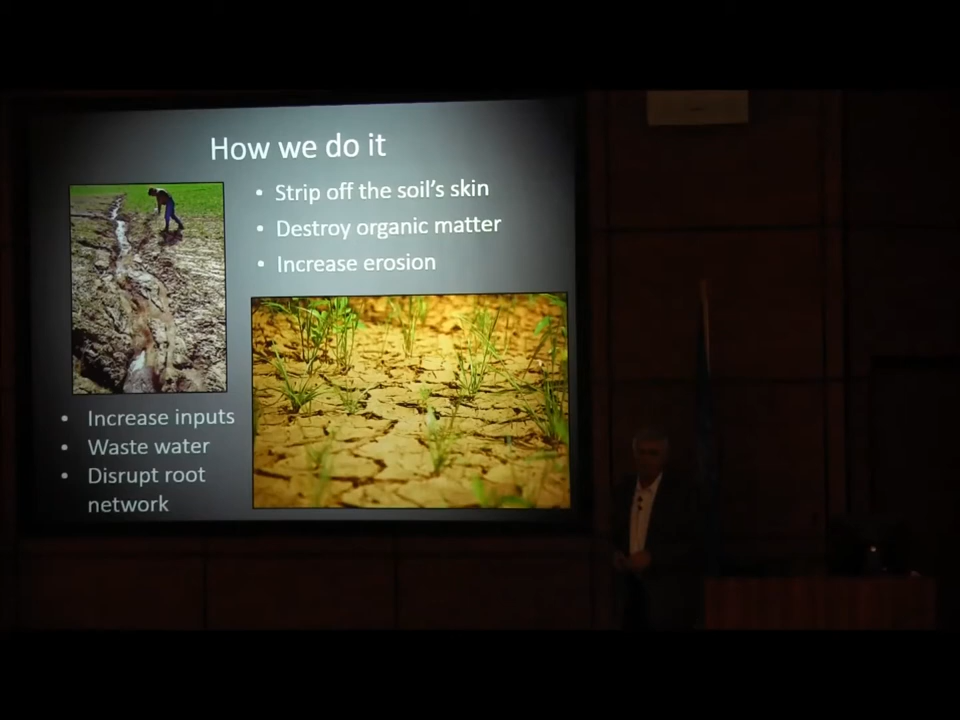 How we do it
• Strip off the soil's skin
• Destroy organic matter
• Increase erosion
• Increase inputs
• Waste water
• Disrupt root
network